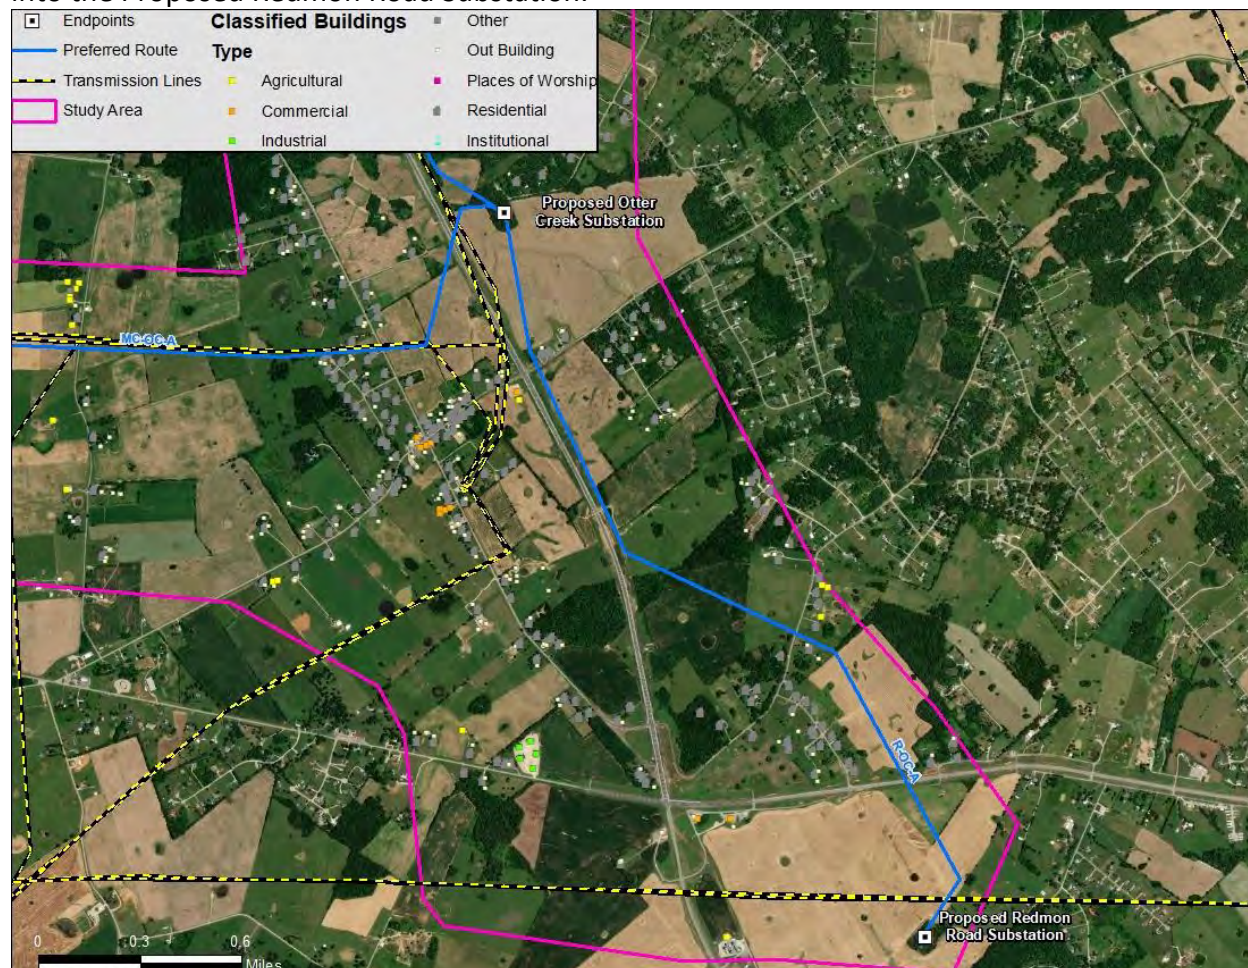 into the Proposed Redmon Road Substation.
Endpoints
Preferred Route
Transmission Lines
Study Area
Classified Buildings
Type
Agricultural
Commercial
Industrial
Other
Out Building
Places of Worship
Residential
Institutional
Proposed Otter
Creek Substation
MC-OC-A
R-OC-A
Proposed Redmon
Road Substation
0 0.3 0.6
Miles